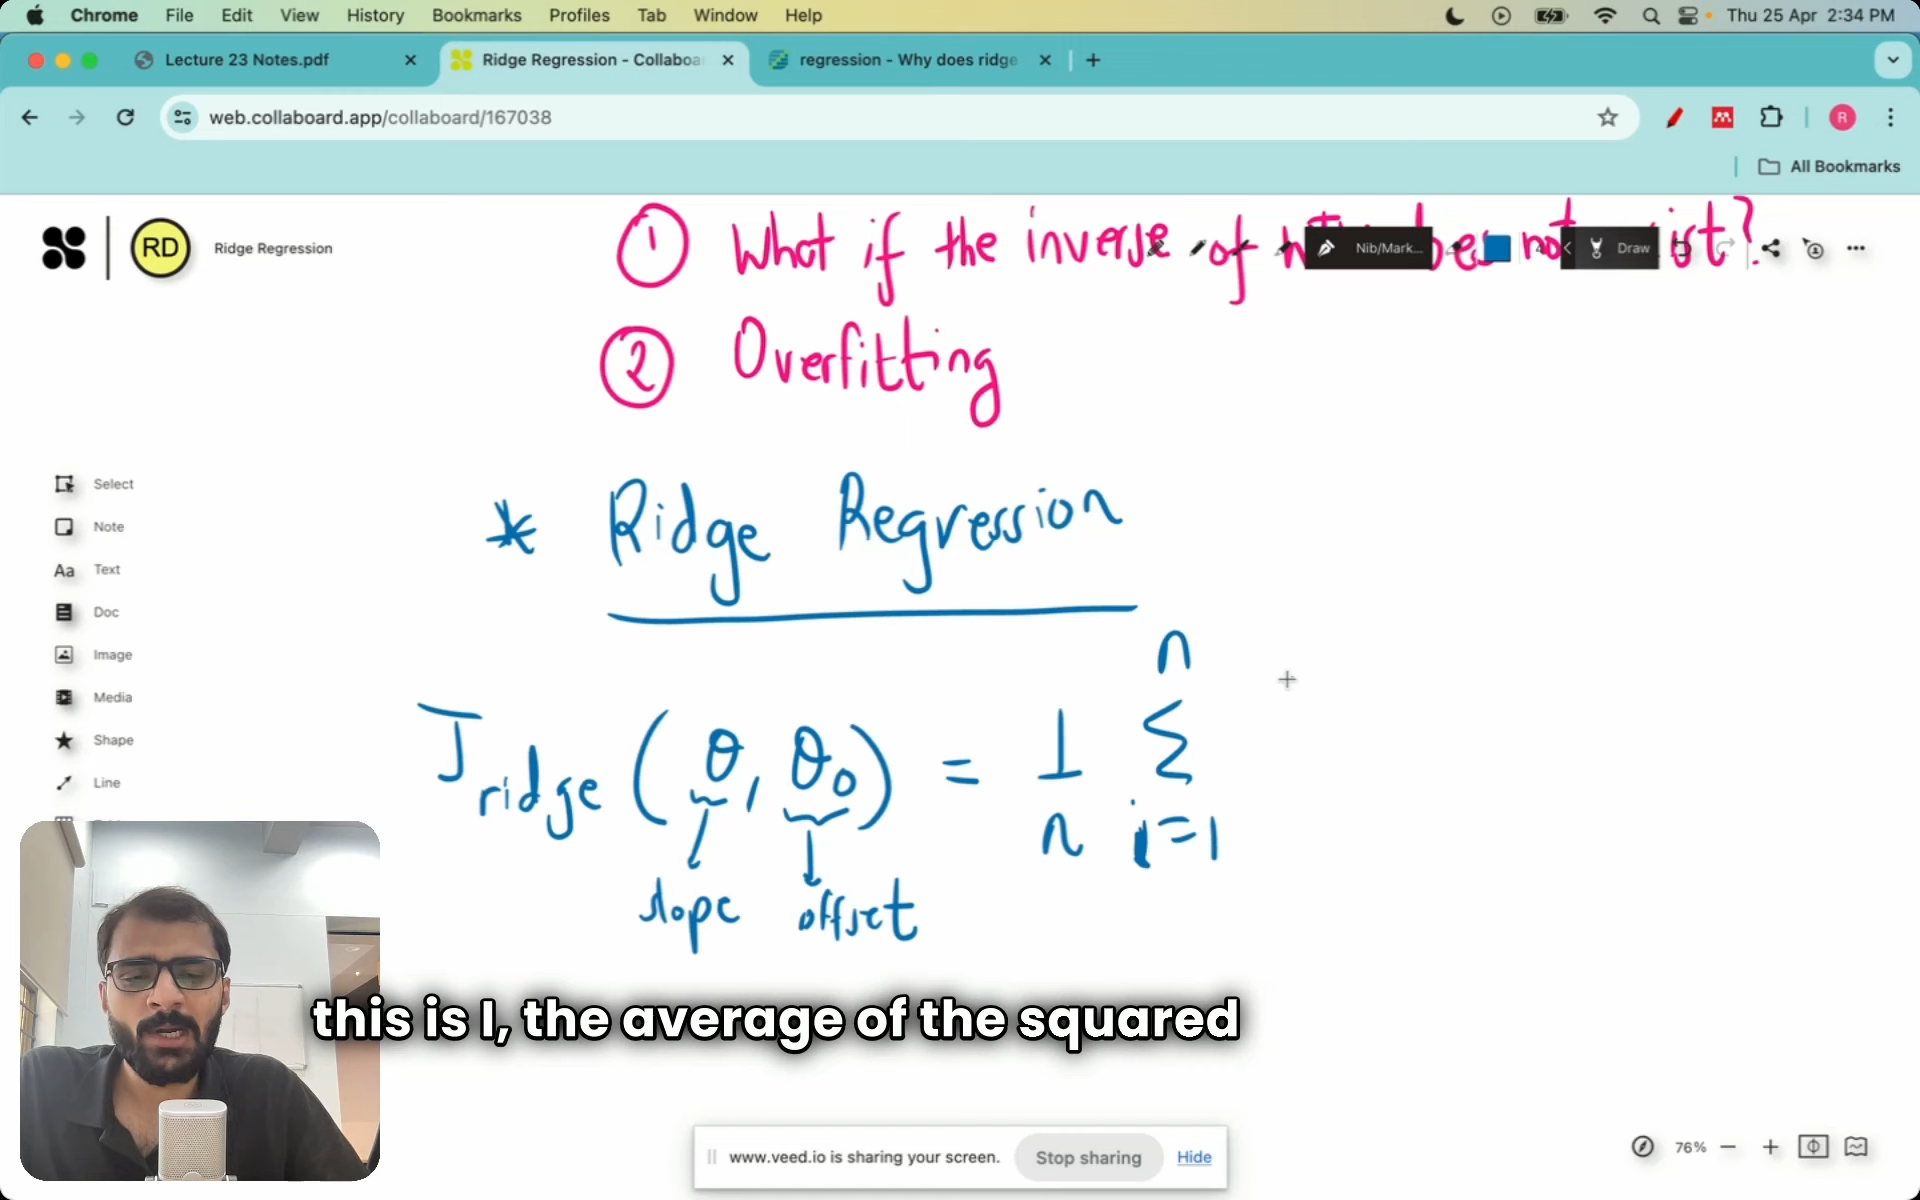 Chrome File Edit View History Bookmarks Profiles Tab Window Help Thu 25 Apr 2:34 PM
Lecture 23 Notes.pdf Ridge Regression - Collaboa regression - Why does ridge
web.collaboard.app/collaboard/167038 R
All Bookmarks
RD Ridge Regression
Nib/Mark... Draw
① What if the inverse of not exist?
② Overfitting
* Ridge Regression
Select
Note
Aa Text
Doc
Image
Media
Shape
Line
J ridge (θ, θ0) = 1/n Σ i=1 n
slope offset
this is I, the average of the squared
www.veed.io is sharing your screen. Stop sharing Hide
76%